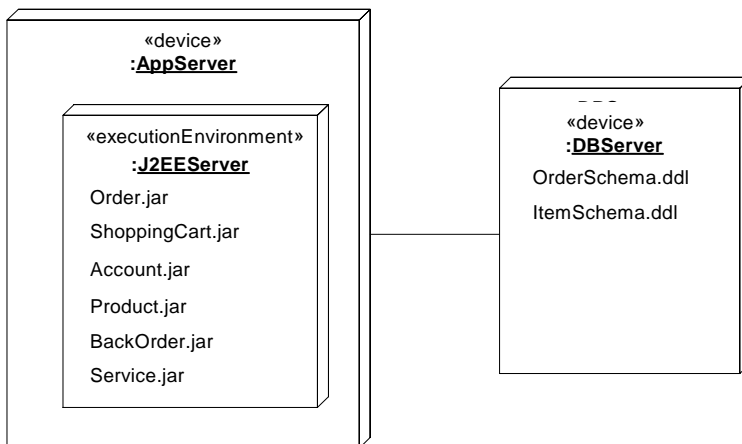 «device»
:AppServer
«executionEnvironment»
:J2EEServer
Order.jar
ShoppingCart.jar
Account.jar
Product.jar
BackOrder.jar
Service.jar
«device»
:DBServer
OrderSchema.ddl
ItemSchema.ddl